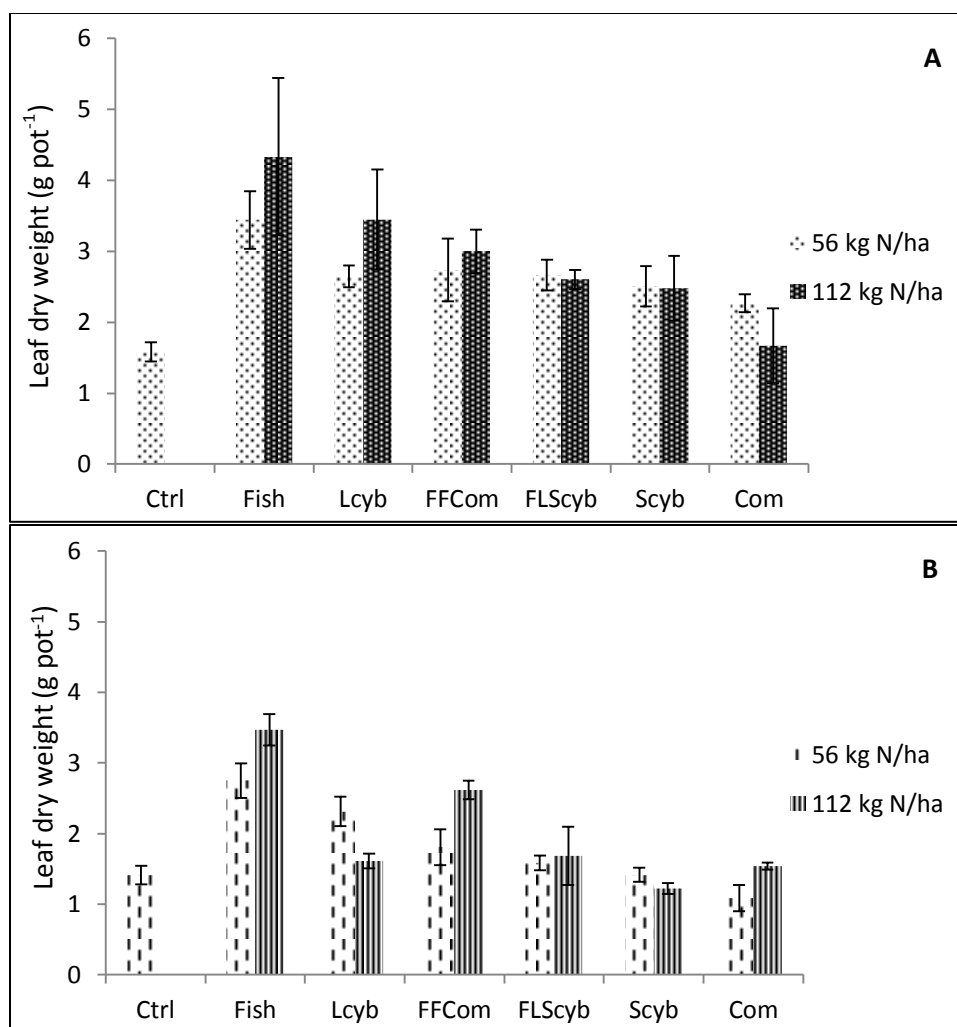 A
Leaf dry weight (g pot⁻¹)
6
5
4
3
2
1
0
Ctrl Fish Lcyb FFCom FLScyb Scyb Com
56 kg N/ha
112 kg N/ha
B
Leaf dry weight (g pot⁻¹)
6
5
4
3
2
1
0
Ctrl Fish Lcyb FFCom FLScyb Scyb Com
56 kg N/ha
112 kg N/ha